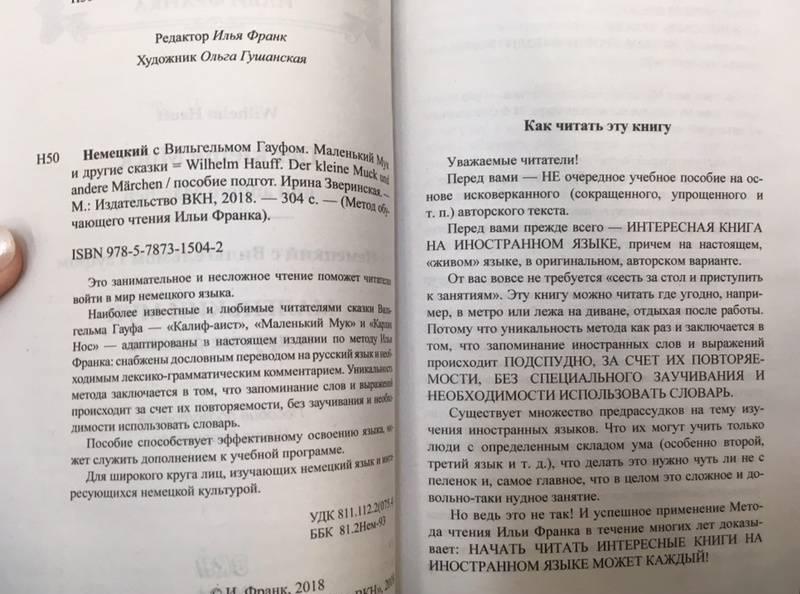 Н50
Редактор Илья Франк
Художник Ольга Гушанская
Немецкий с Вильгельмом Гауфом. Маленький Мук
Н50
и другие сказки = Wilhelm Hauff. Der kleine Muck und
andere Märchen / пособие подгот. Ирина Зверинская. –
М.: Издательство ВКН, 2018. — 304 с. — (Метод обу-
чающего чтения Ильи Франка).
ISBN 978-5-7873-1504-2
Это занимательное и несложное чтение поможет читателю
войти в мир немецкого языка.
Наиболее известные и любимые читателями сказки Виль-
гельма Гауфа — «Калиф-аист», «Маленький Мук» и «Карлик
Нос» — адаптированы в настоящем издании по методу Ильи
Франка: снабжены дословным переводом на русский язык и необ-
ходимым лексико-грамматическим комментарием. Уникальность
метода заключается в том, что запоминание слов и выражений
происходит за счет их повторяемости, без заучивания и необхо-
димости использовать словарь.
Пособие способствует эффективному освоению языка, мо-
жет служить дополнением к учебной программе.
Для широкого круга лиц, изучающих немецкий язык и инте-
ресующихся немецкой культурой.
УДК 811.112.2(075.4
ББК 81.2Нем-93
© И. Франк, 2018
ВКН»,
Как читать эту книгу
Уважаемые читатели!
Перед вами — НЕ очередное учебное пособие на ос-
нове исковерканного (сокращенного, упрощенного и
т. п.) авторского текста.
Перед вами прежде всего — ИНТЕРЕСНАЯ КНИГА
НА ИНОСТРАННОМ ЯЗЫКЕ, причем на настоящем,
«живом» языке, в оригинальном, авторском варианте.
От вас вовсе не требуется «сесть за стол и приступить
к занятиям». Эту книгу можно читать где угодно, напри-
мер, в метро или лежа на диване, отдыхая после работы.
Потому что уникальность метода как раз и заключается в
том, что запоминание иностранных слов и выражений
происходит ПОДСПУДНО, ЗА СЧЕТ ИХ ПОВТОРЯЕ-
МОСТИ, БЕЗ СПЕЦИАЛЬНОГО ЗАУЧИВАНИЯ И
НЕОБХОДИМОСТИ ИСПОЛЬЗОВАТЬ СЛОВАРЬ.
Существует множество предрассудков на тему изу-
чения иностранных языков. Что их могут учить только
люди с определенным складом ума (особенно второй,
третий язык и т. д.), что делать это нужно чуть ли не с
пеленок и, самое главное, что в целом это сложное и до-
вольно-таки нудное занятие.
Но ведь это не так! И успешное применение Мето-
да чтения Ильи Франка в течение многих лет доказы-
вает: НАЧАТЬ ЧИТАТЬ ИНТЕРЕСНЫЕ КНИГИ НА
ИНОСТРАННОМ ЯЗЫКЕ МОЖЕТ КАЖДЫЙ!